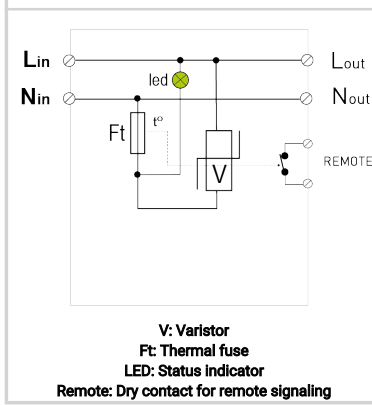 Lin
led
Lout
Nin
Nout
Ft
t°
V
REMOTE
V: Varistor
Ft: Thermal fuse
LED: Status indicator
Remote: Dry contact for remote signaling